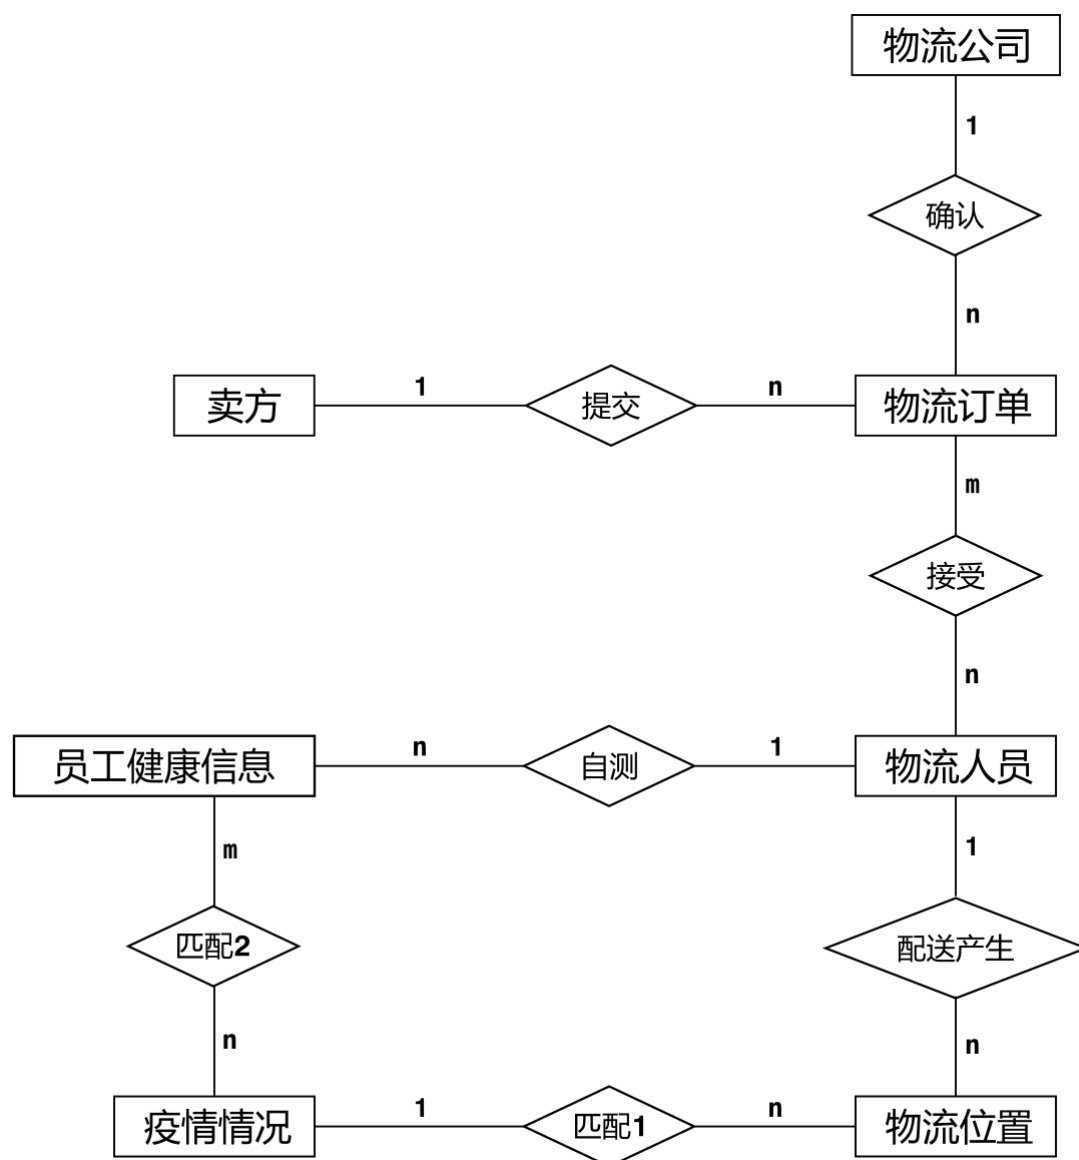 物流公司
1
确认
n
卖方 1 提交 n 物流订单
m
接受
n
员工健康信息 n 自测 1 物流人员
m 1
匹配2 配送产生
n n
疫情情况 1 匹配1 n 物流位置